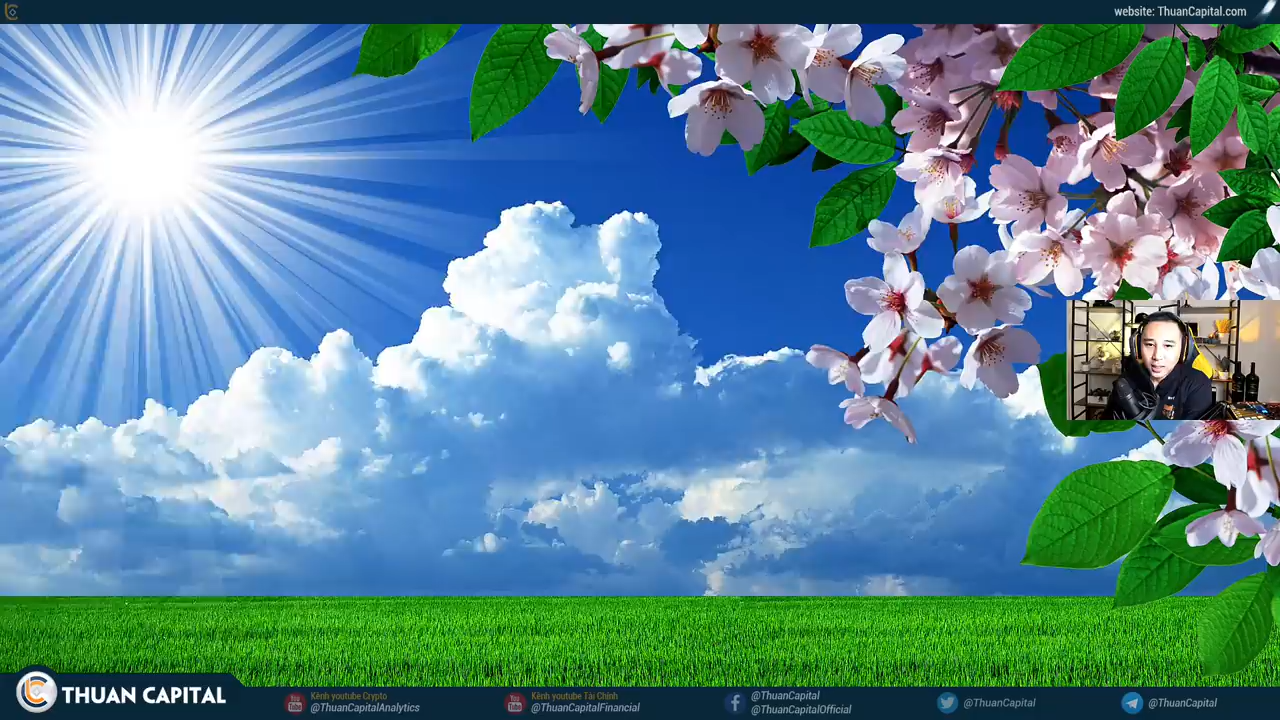 website: ThuanCapital.com
THUAN CAPITAL
Kênh youtube Crypto
@ThuanCapitalAnalytics
Kênh youtube Tài Chính
@ThuanCapitalFinancial
@ThuanCapital
@ThuanCapitalOfficial
@ThuanCapital
@ThuanCapital